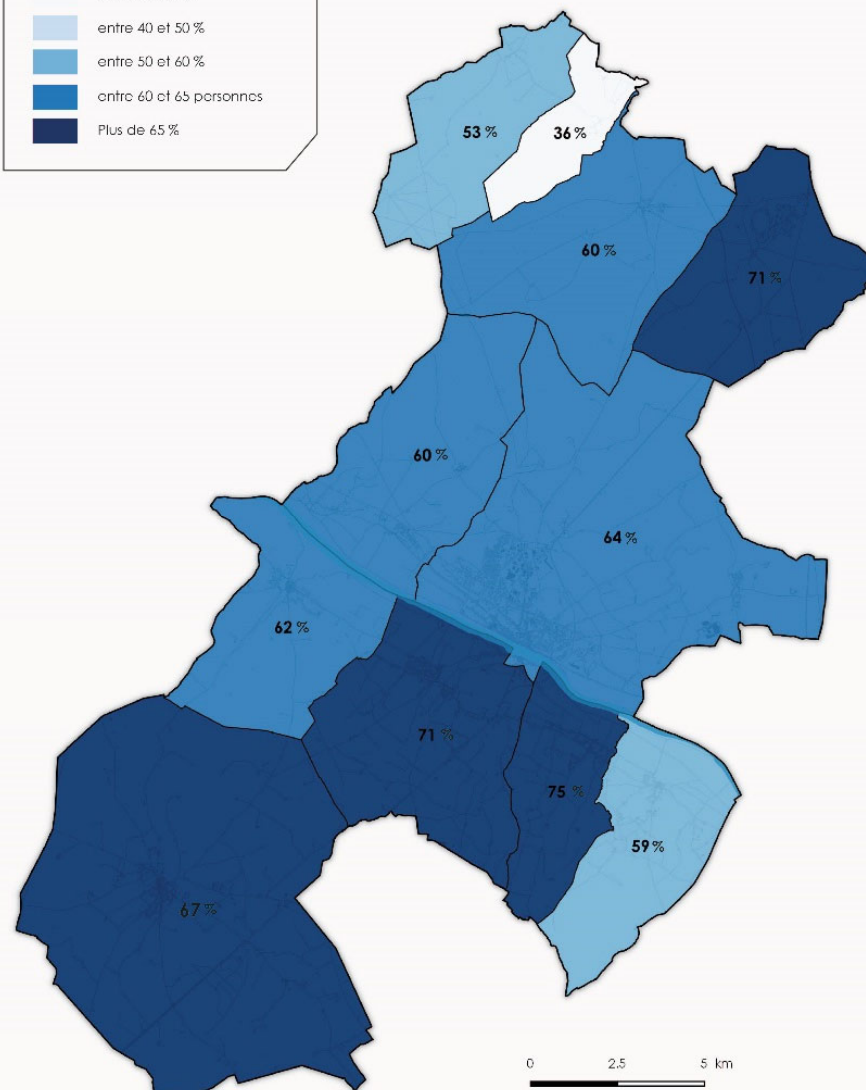 entre 40 et 50 %
entre 50 et 60 %
entre 60 et 65 personnes
Plus de 65 %
53 %
36 %
60 %
71 %
60 %
64 %
62 %
71 %
75 %
59 %
67 %
0 2.5 5 km